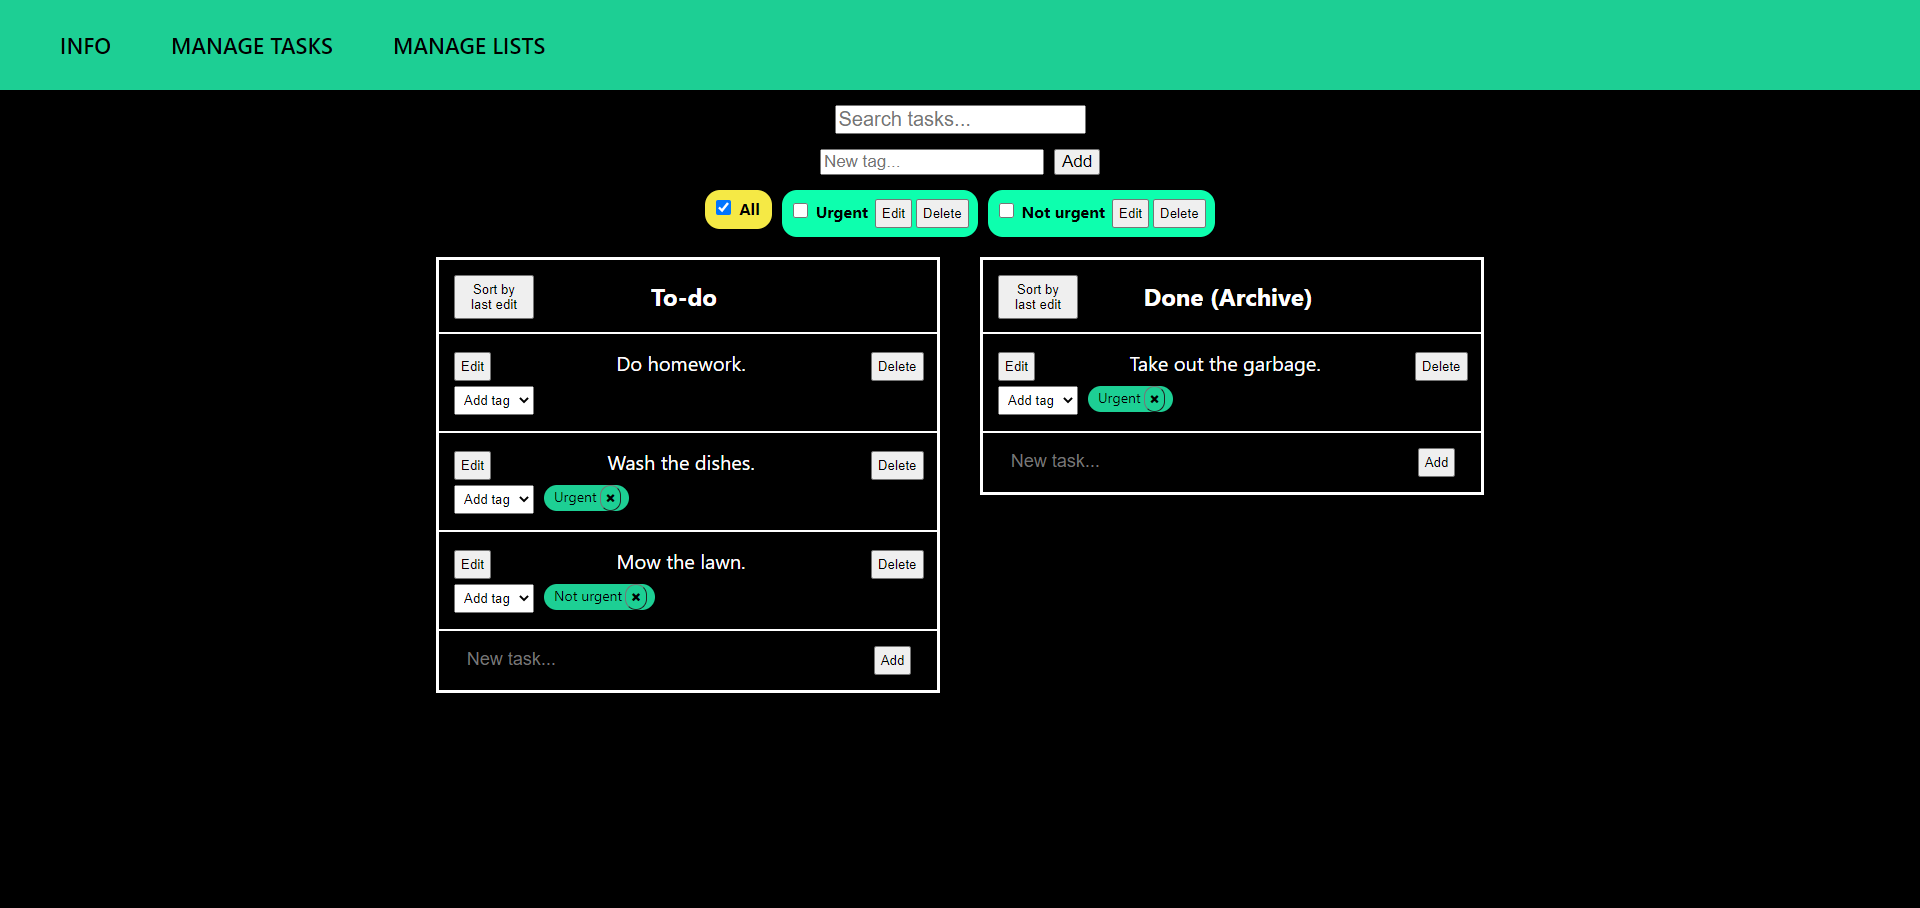 INFO MANAGE TASKS MANAGE LISTS
Search tasks...
New tag... Add
All Urgent Edit Delete Not urgent Edit Delete
Sort by
last edit
To-do
Edit Do homework. Delete
Add tag
Edit Wash the dishes. Delete
Add tag Urgent
Edit Mow the lawn. Delete
Add tag Not urgent
New task... Add
Sort by
last edit
Done (Archive)
Edit Take out the garbage. Delete
Add tag Urgent
New task... Add